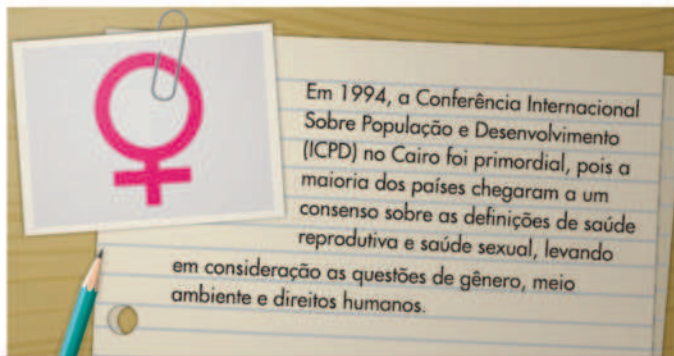 Em 1994, a Conferência Internacional
Sobre População e Desenvolvimento
(ICPD) no Cairo foi primordial, pois a
maioria dos países chegaram a um
consenso sobre as definições de saúde
reprodutiva e saúde sexual, levando
em consideração as questões de gênero, meio
ambiente e direitos humanos.